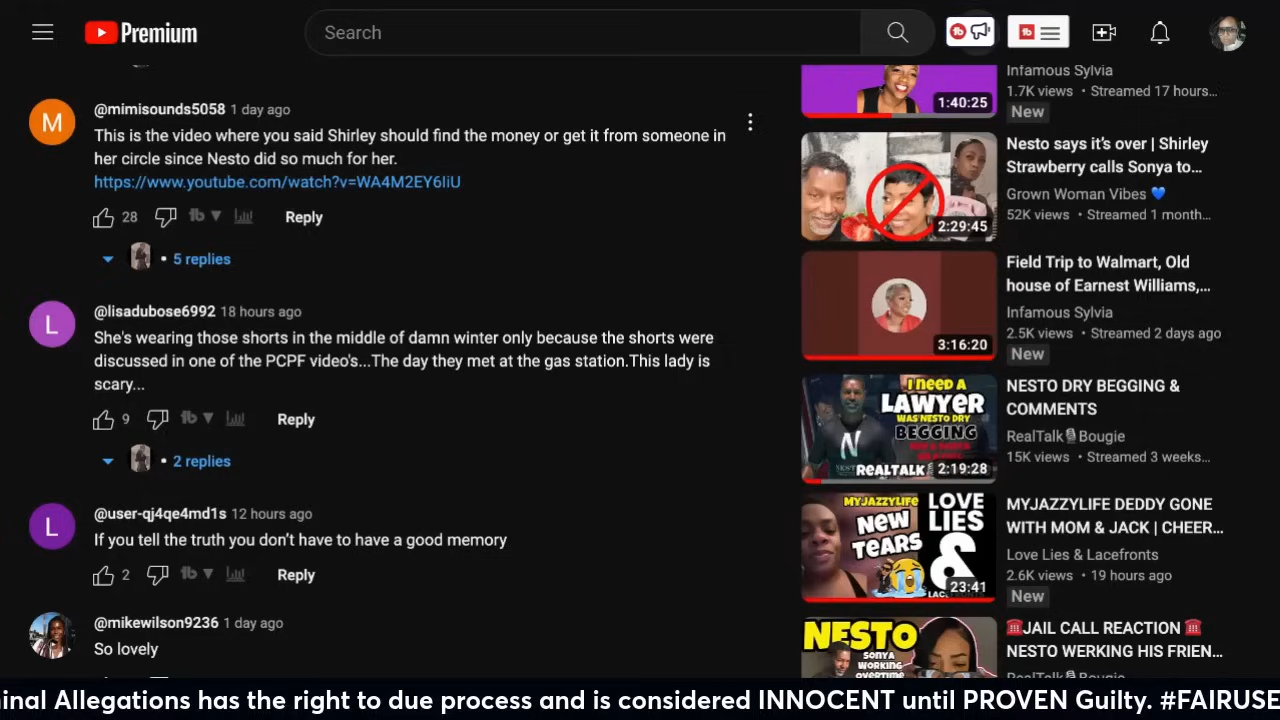 Premium
Search
@mimisounds5058 1 day ago
This is the video where you said Shirley should find the money or get it from someone in
her circle since Nesto did so much for her.
https://www.youtube.com/watch?v=WA4M2EY6IiU
28
Reply
• 5 replies
@lisadubose6992 18 hours ago
She's wearing those shorts in the middle of damn winter only because the shorts were
discussed in one of the PCPF video's...The day they met at the gas station.This lady is
scary...
9
Reply
• 2 replies
12 hours ago
If you tell the truth you don't have to have a good memory
2
Reply
@mikewilson9236 1 day ago
So lovely
1:40:25
Infamous Sylvia
1.7K views • Streamed 17 hours...
New
2:29:45
Nesto says it's over | Shirley
Strawberry calls Sonya to...
Grown Woman Vibes 💙
52K views • Streamed 1 month...
3:16:20
Field Trip to Walmart, Old
house of Earnest Williams,...
Infamous Sylvia
2.5K views • Streamed 2 days ago
New
I NEED A
LAWYER
WAS NESTO DRY
BEGGING
REALTALK
2:19:28
NESTO DRY BEGGING &
COMMENTS
RealTalk🎙Bougie
15K views • Streamed 3 weeks...
MYJAZZYLIFE
NEW
TEARS
LOVE
LIES
&
23:41
MYJAZZYLIFE DEDDY GONE
WITH MOM & JACK | CHEER...
Love Lies & Lacefronts
2.6K views • 19 hours ago
New
NESTO
SONYA
WORKING
OVERTIME
☎️JAIL CALL REACTION ☎️
NESTO WERKING HIS FRIEN...
RealTalk🎙Bougie
minal Allegations has the right to due process and is considered INNOCENT until PROVEN Guilty. #FAIRUSE